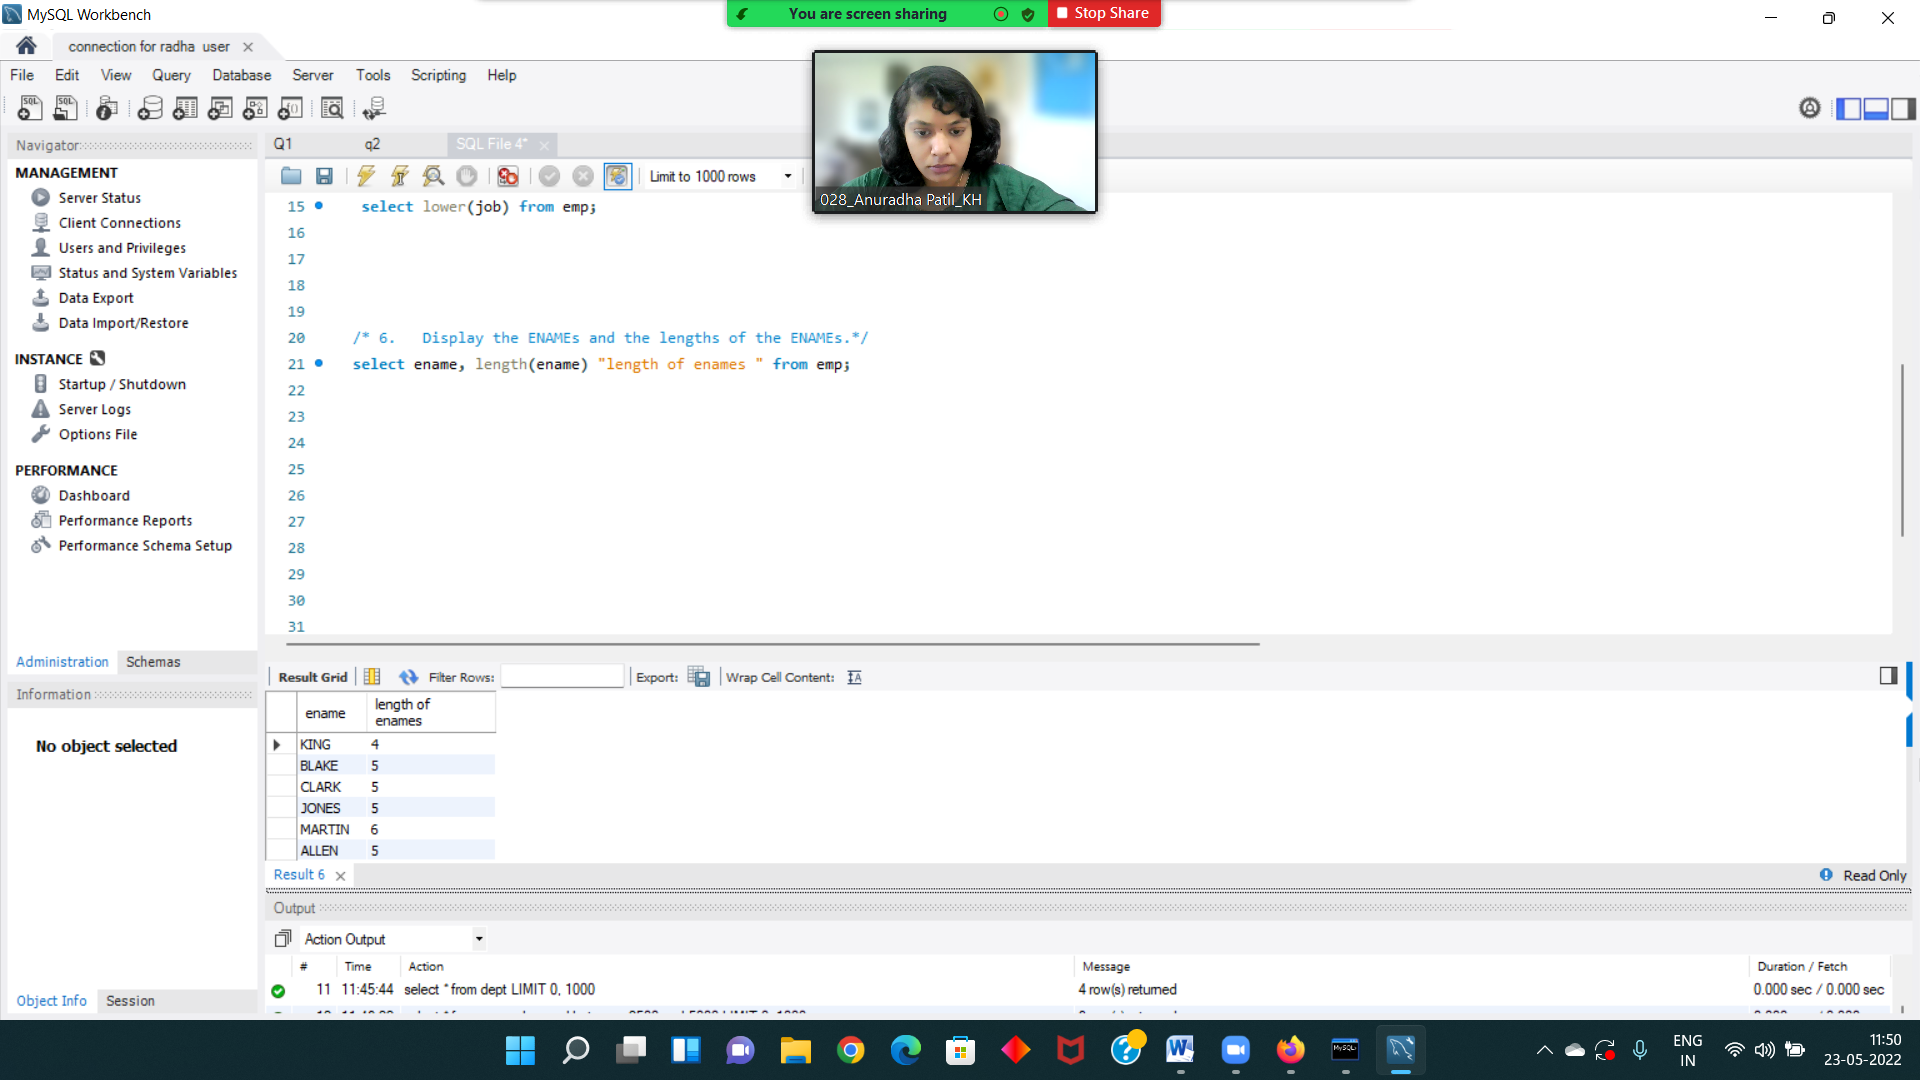 MySQL Workbench
You are screen sharing
Stop Share
connection for radha user
File Edit View Query Database Server Tools Scripting Help
Navigator
MANAGEMENT
Server Status
Client Connections
Users and Privileges
Status and System Variables
Data Export
Data Import/Restore
INSTANCE
Startup / Shutdown
Server Logs
Options File
PERFORMANCE
Dashboard
Performance Reports
Performance Schema Setup
Administration Schemas
Information
No object selected
Object Info Session
Q1 q2 SQL File 4*
Limit to 1000 rows
028_Anuradha Patil_KH
15 select lower(job) from emp;
16
17
18
19
20 /* 6. Display the ENAMEs and the lengths of the ENAMEs.*/
21 select ename, length(ename) "length of enames " from emp;
22
23
24
25
26
27
28
29
30
31
Result Grid Filter Rows: Export: Wrap Cell Content:
ename length of enames
KING 4
BLAKE 5
CLARK 5
JONES 5
MARTIN 6
ALLEN 5
Result 6 Read Only
Output
Action Output
# Time Action Message Duration / Fetch
11 11:45:44 select * from dept LIMIT 0, 1000 4 row(s) returned 0.000 sec / 0.000 sec
ENG
IN
11:50
23-05-2022